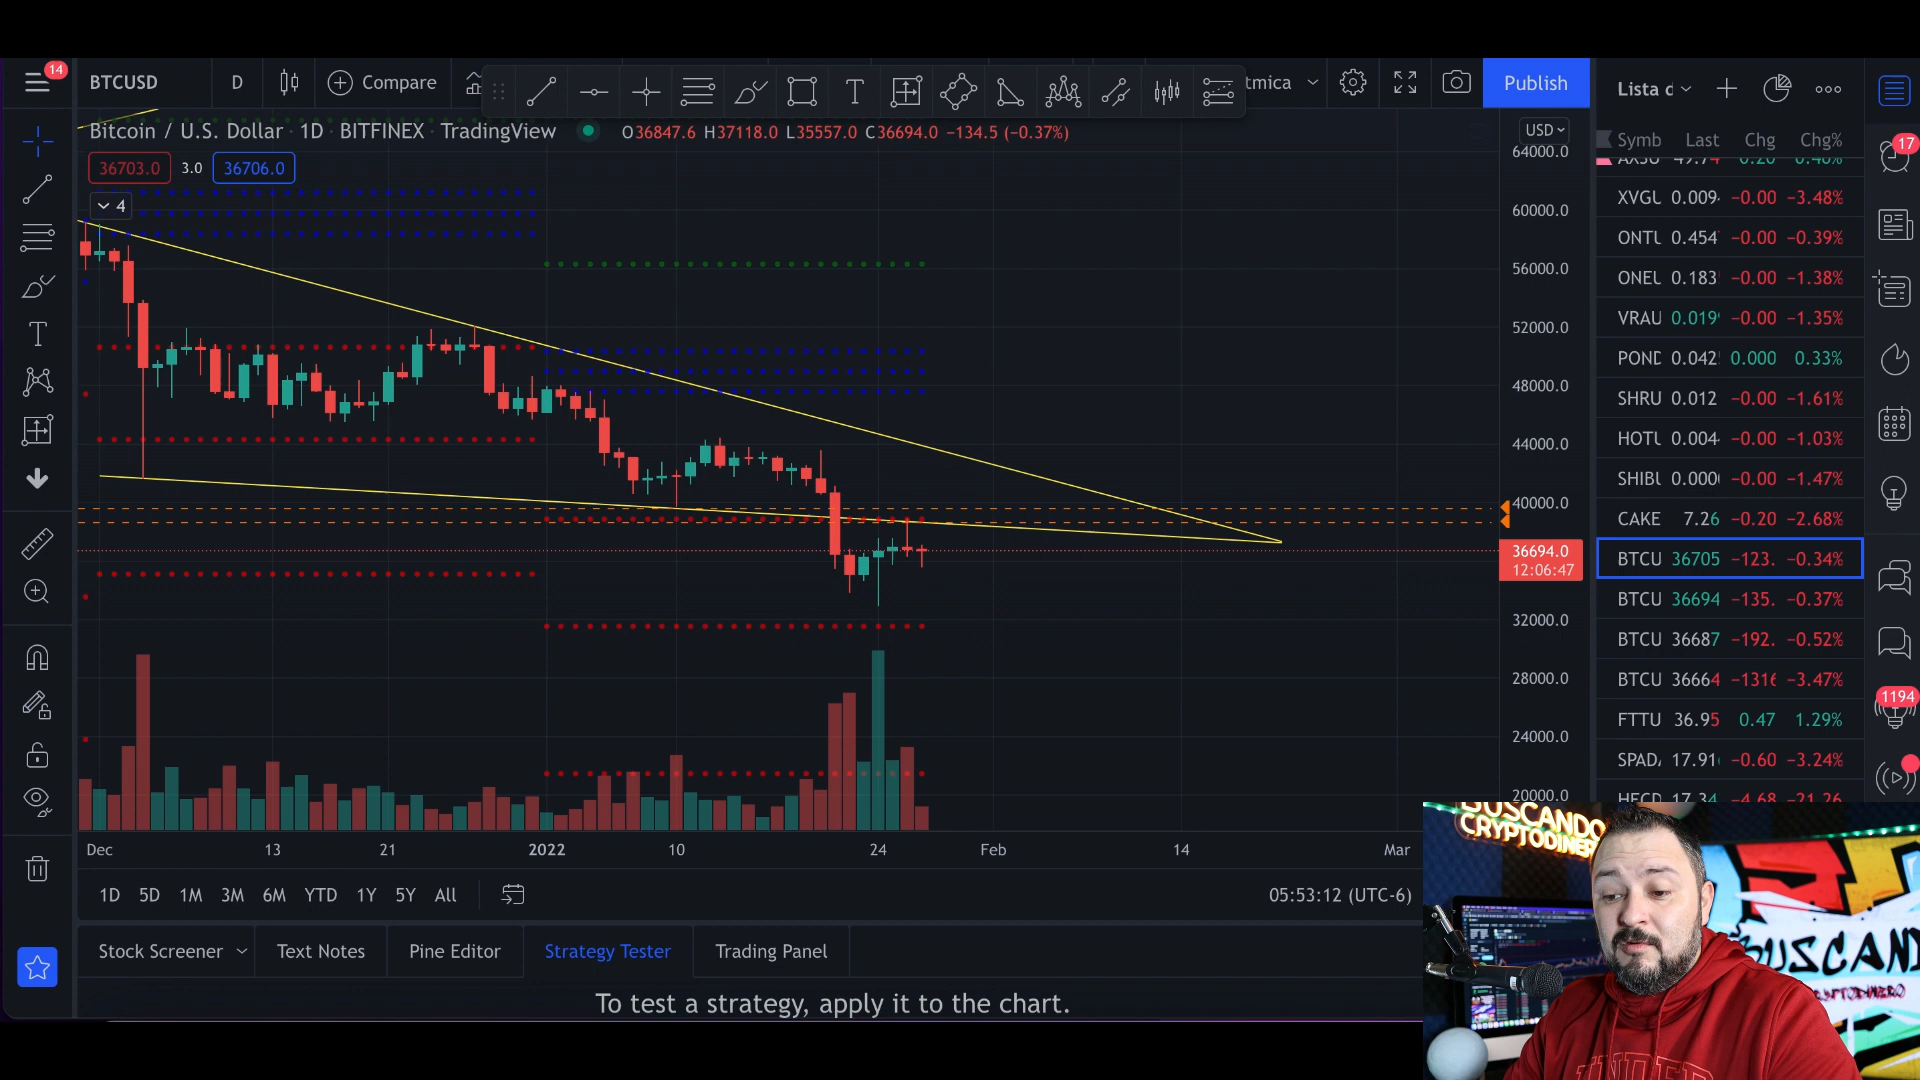 14
BTCUSD
D
Compare
tmica
Publish
Lista d
Bitcoin / U.S. Dollar · 1D · BITFINEX · TradingView
O36847.6 H37118.0 L35557.0 C36694.0 −134.5 (−0.37%)
USD
Symb Last Chg Chg%
17
36703.0 3.0 36706.0
4
64000.0
60000.0
56000.0
52000.0
48000.0
44000.0
40000.0
36694.0
12:06:47
32000.0
28000.0
24000.0
20000.0
XVGU 0.009 −0.00 −3.48%
ONTU 0.454 −0.00 −0.39%
ONEU 0.183 −0.00 −1.38%
VRAU 0.019 −0.00 −1.35%
POND 0.042 0.000 0.33%
SHRU 0.012 −0.00 −1.61%
HOTU 0.004 −0.00 −1.03%
SHIBU 0.000 −0.00 −1.47%
CAKE 7.26 −0.20 −2.68%
BTCU 36705 −123. −0.34%
BTCU 36694 −135. −0.37%
BTCU 36687 −192. −0.52%
BTCU 36664 −1316 −3.47%
FTTU 36.95 0.47 1.29%
SPAD 17.91 −0.60 −3.24%
1194
Dec 13 21 2022 10 24 Feb 14 Mar
1D 5D 1M 3M 6M YTD 1Y 5Y All
05:53:12 (UTC-6)
Stock Screener Text Notes Pine Editor Strategy Tester Trading Panel
To test a strategy, apply it to the chart.
BUSCANDO
CRYPTODINER
BUSCAND